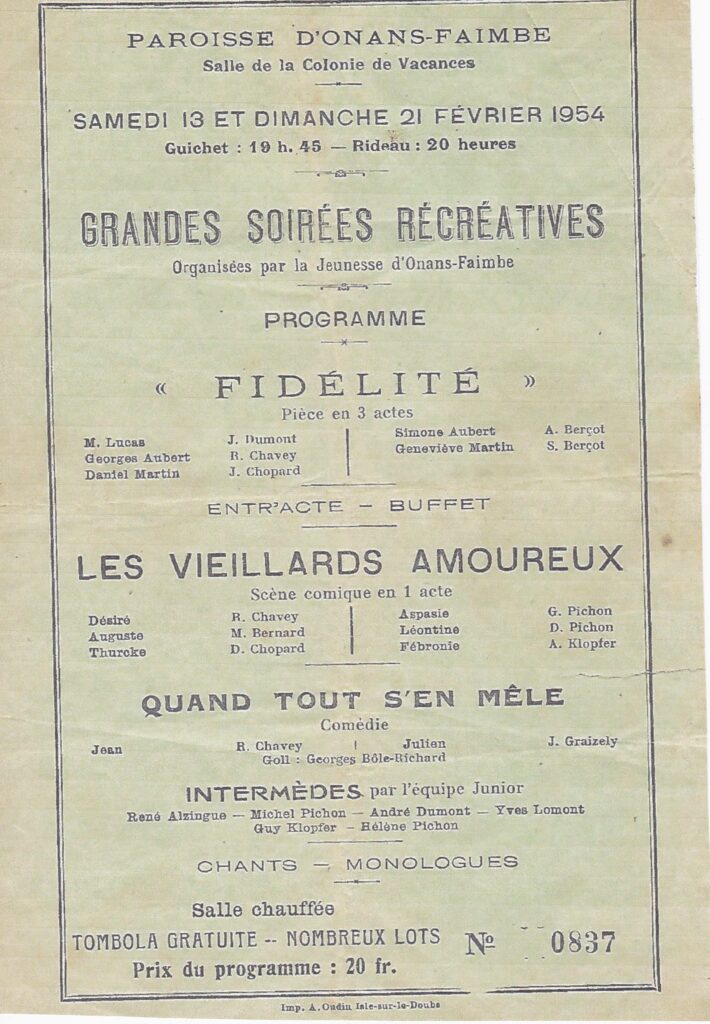 PAROISSE D'ONANS-FAIMBE
Salle de la Colonie de Vacances
SAMEDI 13 ET DIMANCHE 21 FÉVRIER 1954
Guichet : 19 h. 45 — Rideau : 20 heures
GRANDES SOIRÉES RÉCRÉATIVES
Organisées par la Jeunesse d'Onans-Faimbe
PROGRAMME
« FIDÉLITÉ »
Pièce en 3 actes
M. Lucas J. Dumont Simone Aubert A. Berçot
Georges Aubert R. Chavey Geneviève Martin S. Berçot
Daniel Martin J. Chopard
ENTR'ACTE — BUFFET
LES VIEILLARDS AMOUREUX
Scène comique en 1 acte
Désiré R. Chavey Aspasie G. Pichon
Auguste M. Bernard Léontine D. Pichon
Thurcke D. Chopard Fébronie A. Klopfer
QUAND TOUT S'EN MÊLE
Comédie
Jean R. Chavey Julien J. Graizely
Goll : Georges Bôle-Richard
INTERMÈDES par l'équipe Junior
René Alzingue — Michel Pichon — André Dumont — Yves Lomont
Guy Klopfer — Hélène Pichon
CHANTS — MONOLOGUES
Salle chauffée
TOMBOLA GRATUITE -- NOMBREUX LOTS No 0837
Prix du programme : 20 fr.
Imp. A. Oudin Isle-sur-le-Doubs